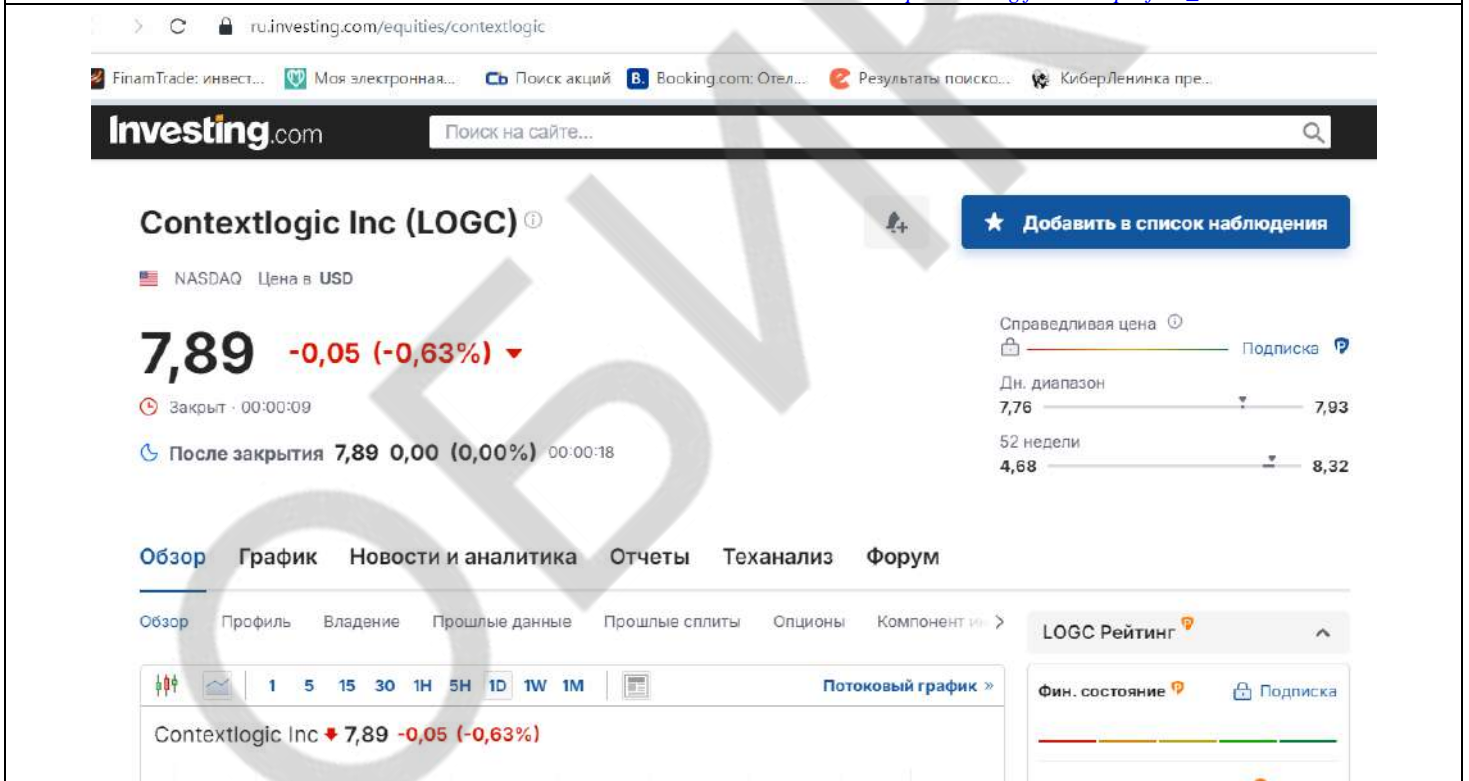 ru.investing.com/equities/contextlogic
FinamTrade: инвест... Моя электронная... Сb Поиск акций B. Booking.com: Отел... Результаты поиско... КиберЛенинка пре...
Investing.com Поиск на сайте...
Contextlogic Inc (LOGC)
Добавить в список наблюдения
NASDAQ Цена в USD
7,89 -0,05 (-0,63%)
Справедливая цена
Подписка
Закрыт · 00:00:09
Дн. диапазон
7,76 7,93
После закрытия 7,89 0,00 (0,00%) 00:00:18
52 недели
4,68 8,32
Обзор График Новости и аналитика Отчеты Теханализ Форум
Обзор Профиль Владение Прошлые данные Прошлые сплиты Опционы Компонент
LOGC Рейтинг
1 5 15 30 1H 5H 1D 1W 1M Потоковый график »
Фин. состояние Подписка
Contextlogic Inc 7,89 -0,05 (-0,63%)
ОБИК